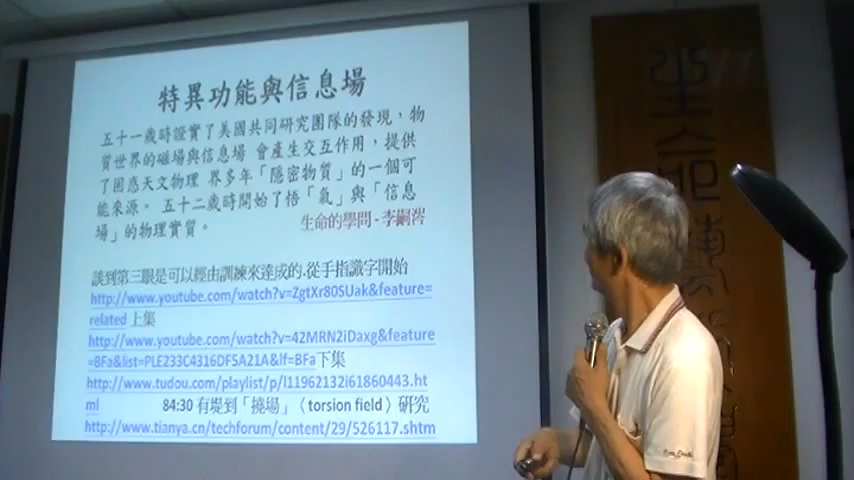 特異功能與信息場
五十一歲時證實了美國共同研究團隊的發現，物
質世界的磁場與信息場 會產生交互作用，提供
了困惑天文物理 界多年「隱密物質」的一個可
能來源。 五十二歲時開始了悟「氣」與「信息
場」的物理實質。 生命的學問 - 李嗣涔
談到第三眼是可以經由訓練來達成的.從手指識字開始
http://www.youtube.com/watch?v=ZgtXr80SUak&feature=
related 上集
http://www.youtube.com/watch?v=42MRN2iDaxg&feature
=BFa&list=PLE233C4316DF5A21A&lf=BFa下集
http://www.tudou.com/playlist/p/l11962132i61860443.ht
ml 84:30 有堤到「撓場」〈torsion field〉研究
http://www.tianya.cn/techforum/content/29/526117.shtm
生命